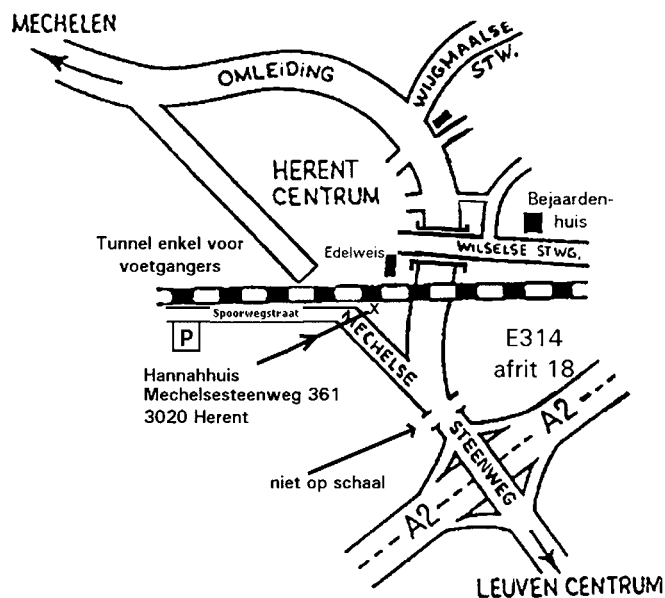 MECHELEN
OMLEIDING
WIJGMAALSE
STW.
HERENT
CENTRUM
Bejaarden-
huis
Tunnel enkel voor
voetgangers
Edelweis
WILSELSE STWG.
Spoorwegstraat
P
X
MECHELSE
E314
afrit 18
Hannahhuis
Mechelsesteenweg 361
3020 Herent
A2
STEENWEG
niet op schaal
A2
LEUVEN CENTRUM